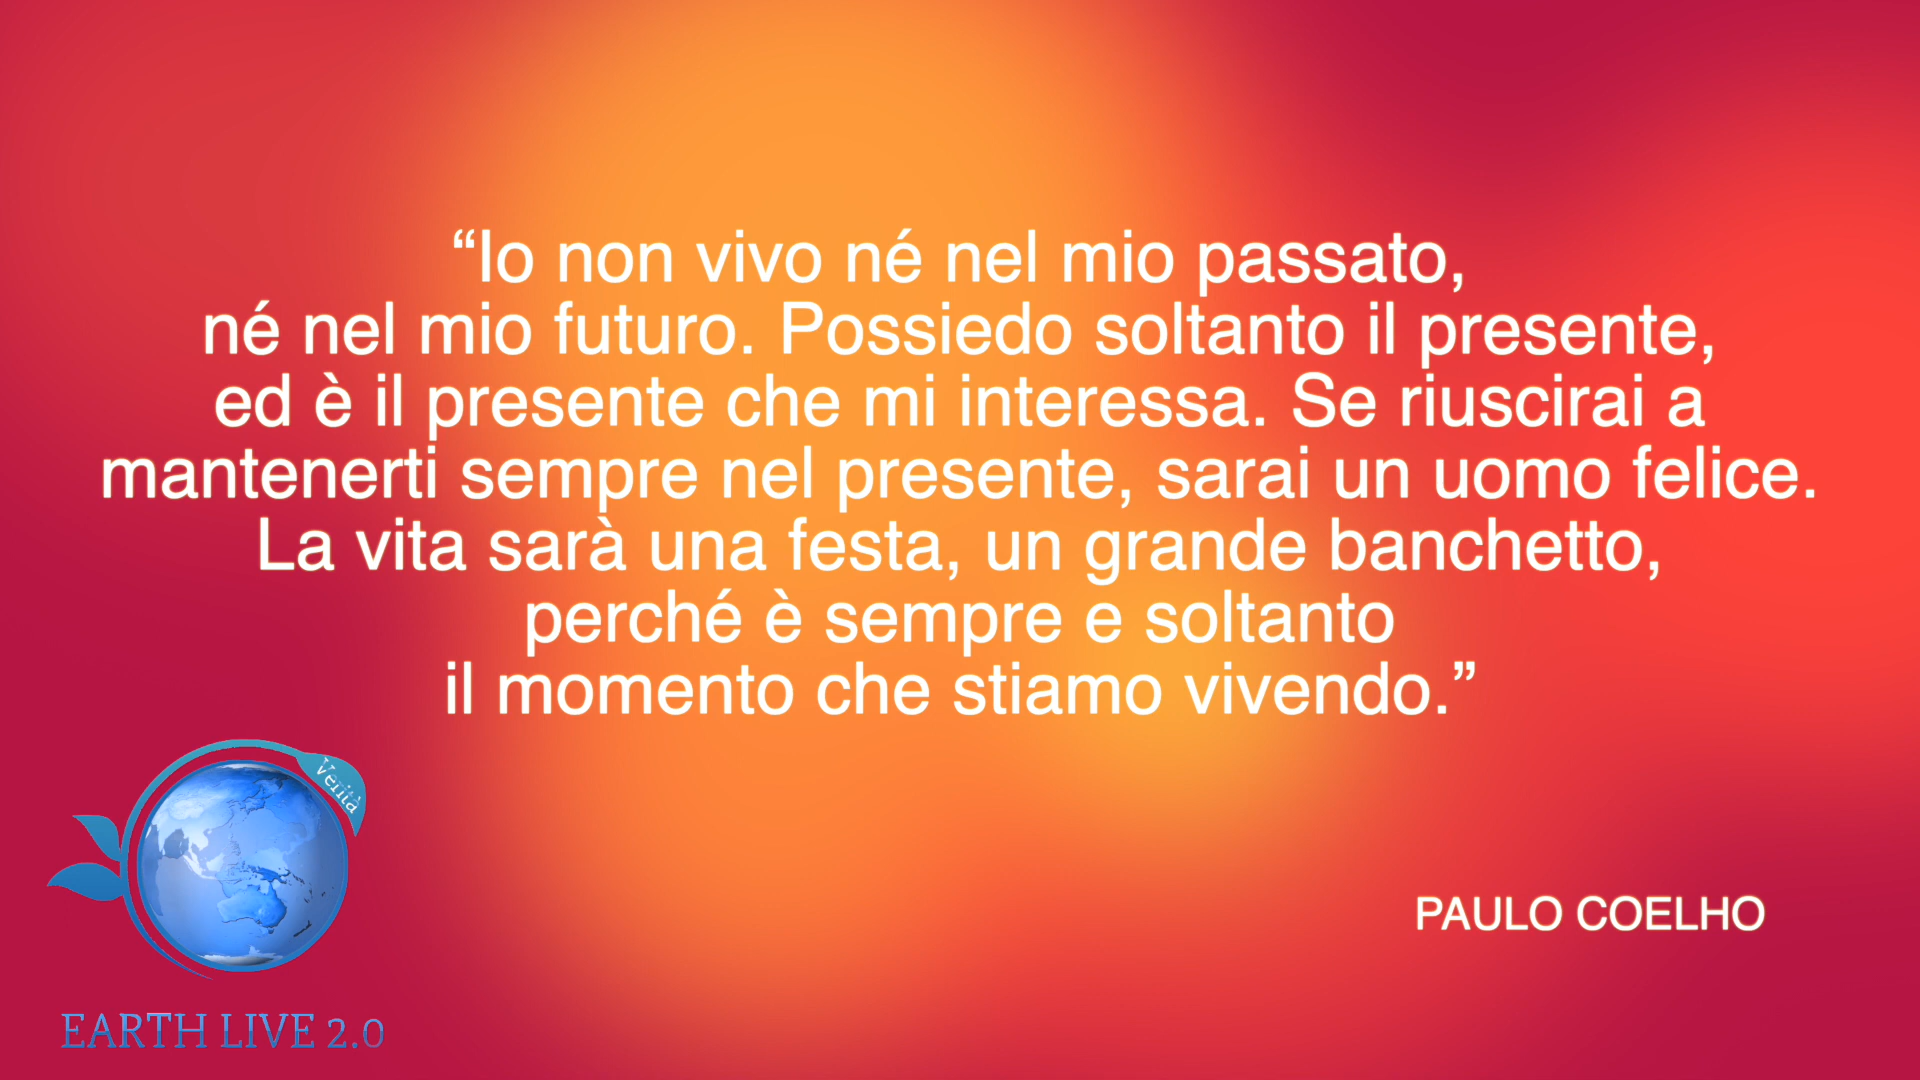 “Io non vivo né nel mio passato,
né nel mio futuro. Possiedo soltanto il presente,
ed è il presente che mi interessa. Se riuscirai a
mantenerti sempre nel presente, sarai un uomo felice.
La vita sarà una festa, un grande banchetto,
perché è sempre e soltanto
il momento che stiamo vivendo.”
Verità
PAULO COELHO
EARTH LIVE 2.0